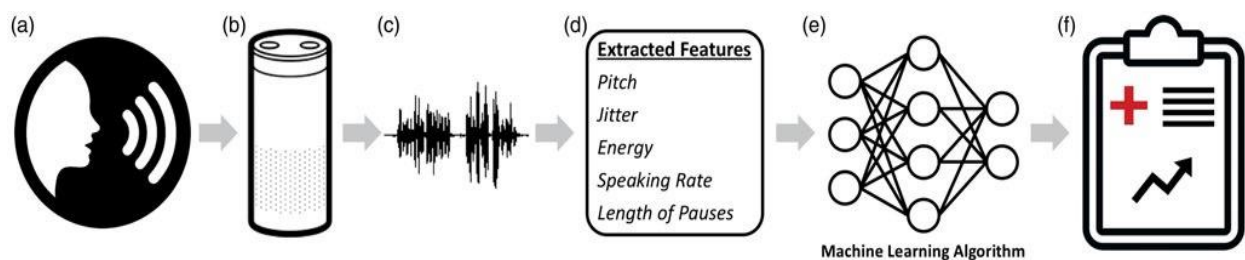 (a)
(b)
(c)
(d)
(e)
(f)
Extracted Features
Pitch
Jitter
Energy
Speaking Rate
Length of Pauses
Machine Learning Algorithm